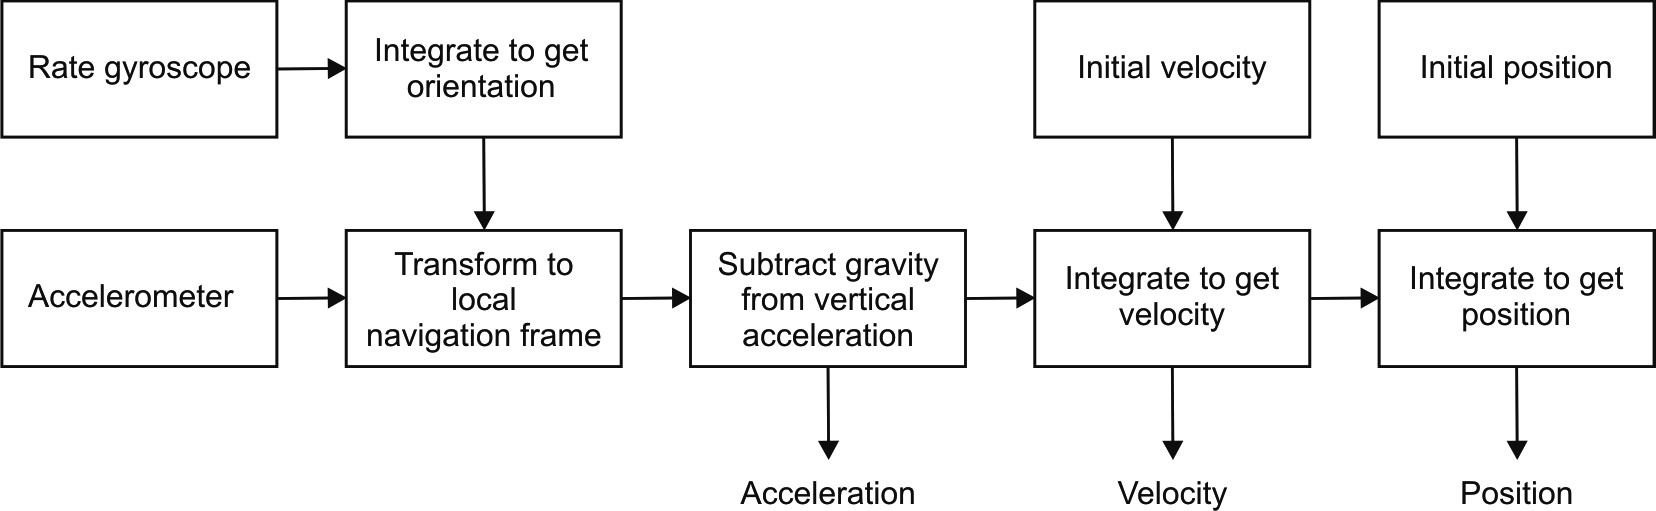 Rate gyroscope
Integrate to get
orientation
Initial velocity
Initial position
Accelerometer
Transform to
local
navigation frame
Subtract gravity
from vertical
acceleration
Integrate to get
velocity
Integrate to get
position
Acceleration
Velocity
Position